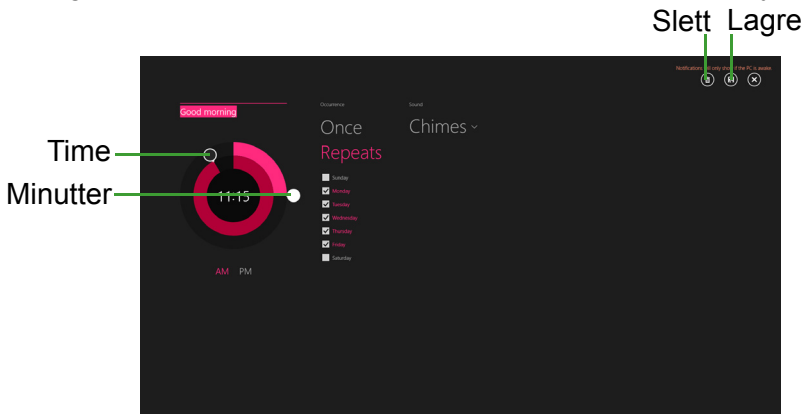 Slett Lagre
Notifications will only show if the PC is awake
Good morning
Occurrence
Sound
Once
Chimes
Repeats
Time
Minutter
11:15
Sunday
Monday
Tuesday
Wednesday
Thursday
Friday
Saturday
AM PM